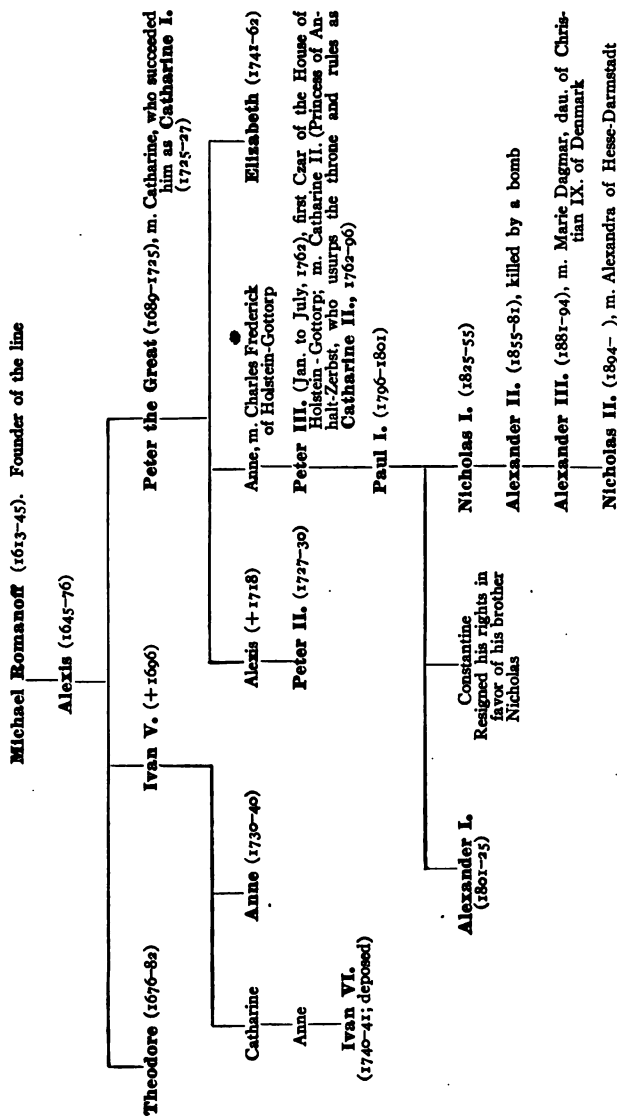 Michael Romanoff (1613–45). Founder of the line
Alexis (1645–76)
Theodore (1676–82)
Ivan V. (+1696)
Peter the Great (1689–1725), m. Catharine, who succeeded
him as Catharine I.
(1725–27)
Catharine
Anne (1730–40)
Alexis (+1718)
Anne, m. Charles Frederick
of Holstein-Gottorp
Elizabeth (1741–62)
Anne
Peter II. (1727–30)
Peter III. (Jan. to July, 1762), first Czar of the House of
Holstein-Gottorp; m. Catharine II. (Princess of An-
halt-Zerbst, who usurps the throne and rules as
Catharine II., 1762–96)
Ivan VI.
(1740–41; deposed)
Paul I. (1796–1801)
Alexander I.
(1801–25)
Constantine
Resigned his rights in
favor of his brother
Nicholas
Nicholas I. (1825–55)
Alexander II. (1855–81), killed by a bomb
Alexander III. (1881–94), m. Marie Dagmar, dau. of Chris-
tian IX. of Denmark
Nicholas II. (1894– ), m. Alexandra of Hesse-Darmstadt